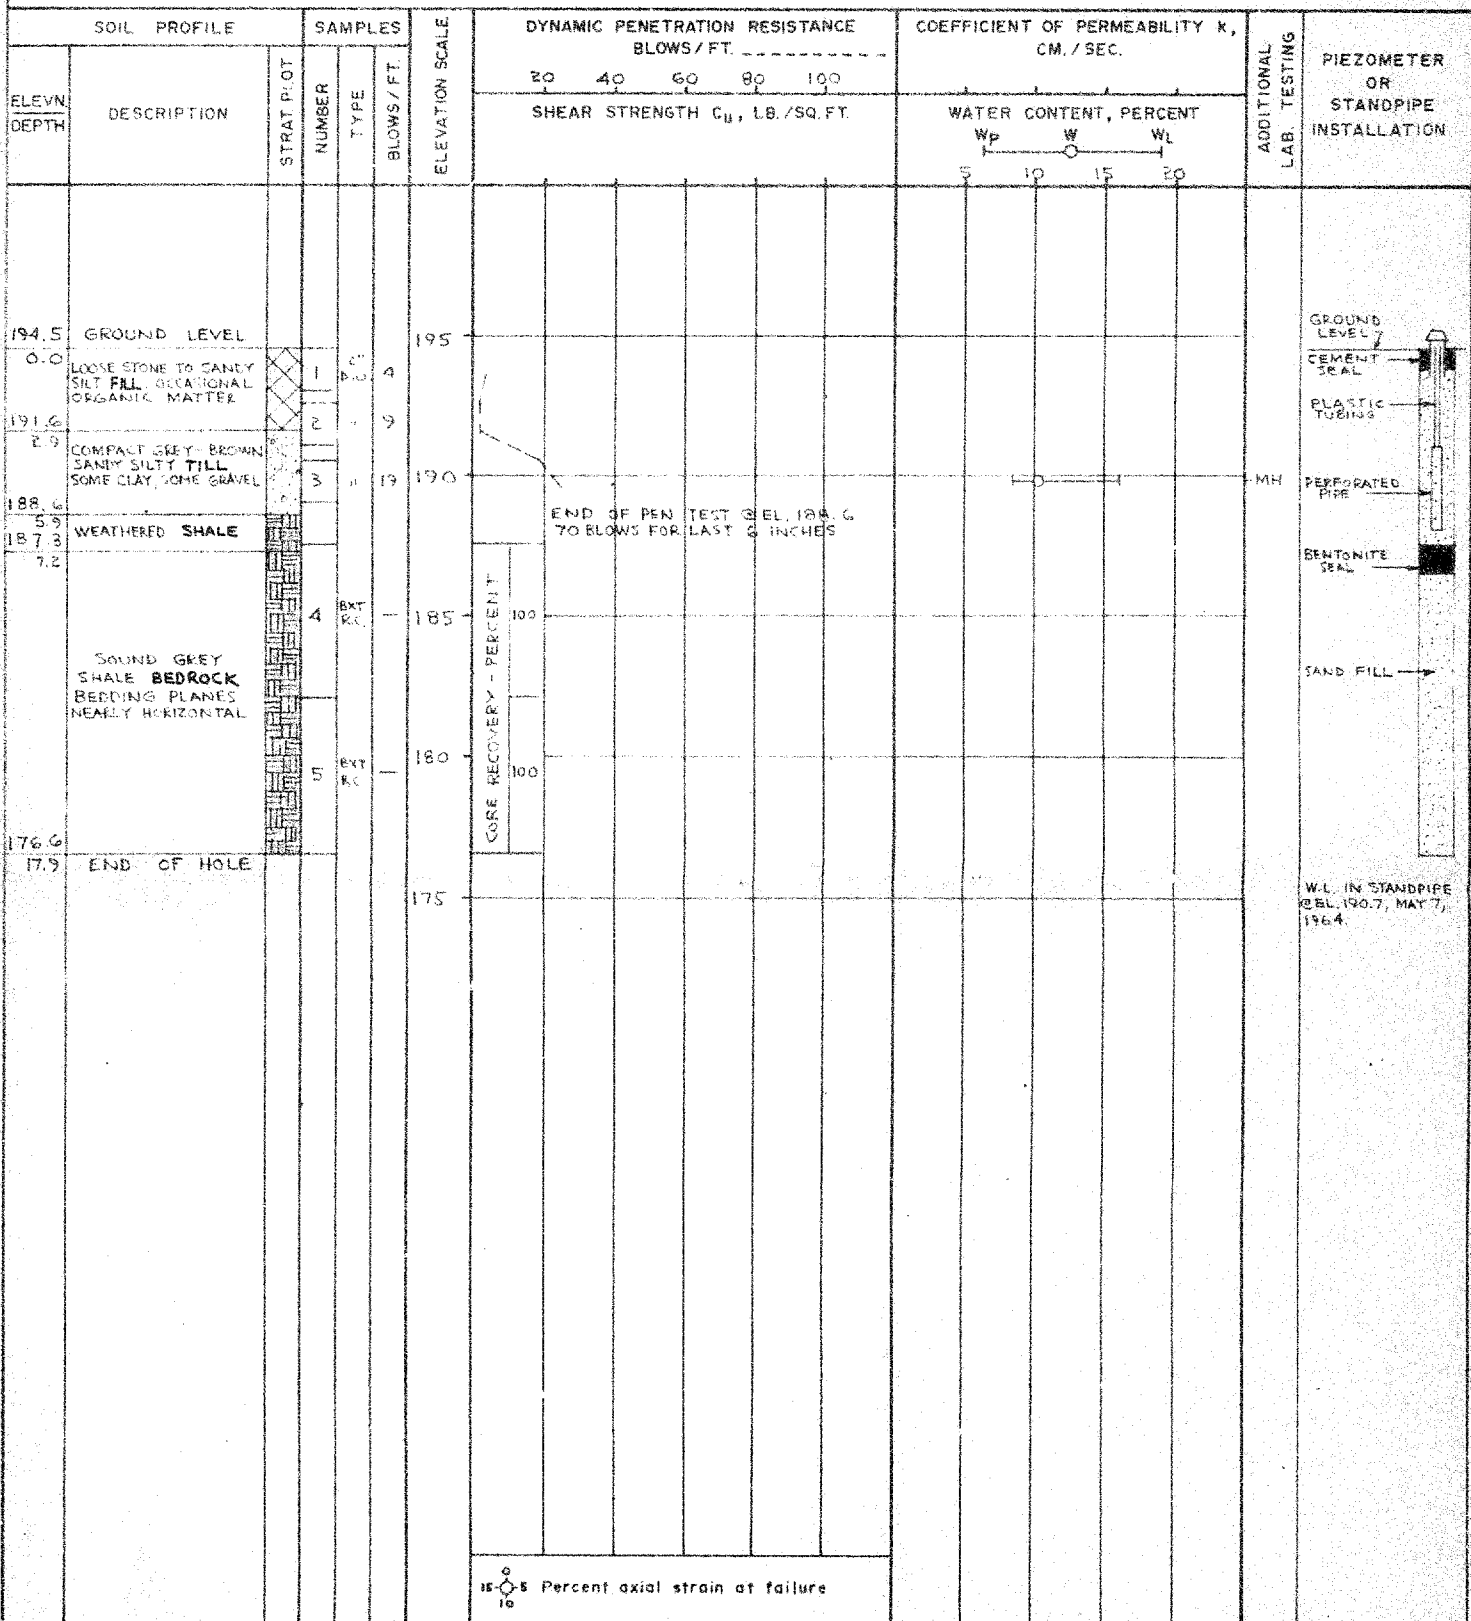 SOIL PROFILE
SAMPLES
ELEVATION SCALE
DYNAMIC PENETRATION RESISTANCE
BLOWS/FT. ----------
20 40 60 80 100
SHEAR STRENGTH Cu, LB./SQ.FT.
COEFFICIENT OF PERMEABILITY K,
CM./SEC.
WATER CONTENT, PERCENT
Wp W WL
5 10 15 20
ADDITIONAL
LAB. TESTING
PIEZOMETER
OR
STANDPIPE
INSTALLATION
ELEVN.
DEPTH
DESCRIPTION
STRAT PLOT
NUMBER
TYPE
BLOWS/FT.
194.5 GROUND LEVEL
0.0
LOOSE STONE TO SANDY
SILT FILL, OCCASIONAL
ORGANIC MATTER
1
4
191.6
2.9
2 " 9
COMPACT GREY-BROWN
SANDY SILTY TILL
SOME CLAY, SOME GRAVEL
3 " 19
188.6
5.9
WEATHERED SHALE
187.3
7.2
4 BXT
R.C. —
SOUND GREY
SHALE BEDROCK
BEDDING PLANES
NEARLY HORIZONTAL
5 BXT
R.C. —
176.6
17.9 END OF HOLE
195
190
185
180
175
END OF PEN TEST @ EL. 188.6
70 BLOWS FOR LAST 6 INCHES
CORE RECOVERY - PERCENT
100
100
MH
GROUND
LEVEL
CEMENT
SEAL
PLASTIC
TUBING
PERFORATED
PIPE
BENTONITE
SEAL
SAND FILL
W.L. IN STANDPIPE
@ EL. 190.7, MAY 7,
1964.
0
15 5 Percent axial strain at failure
10